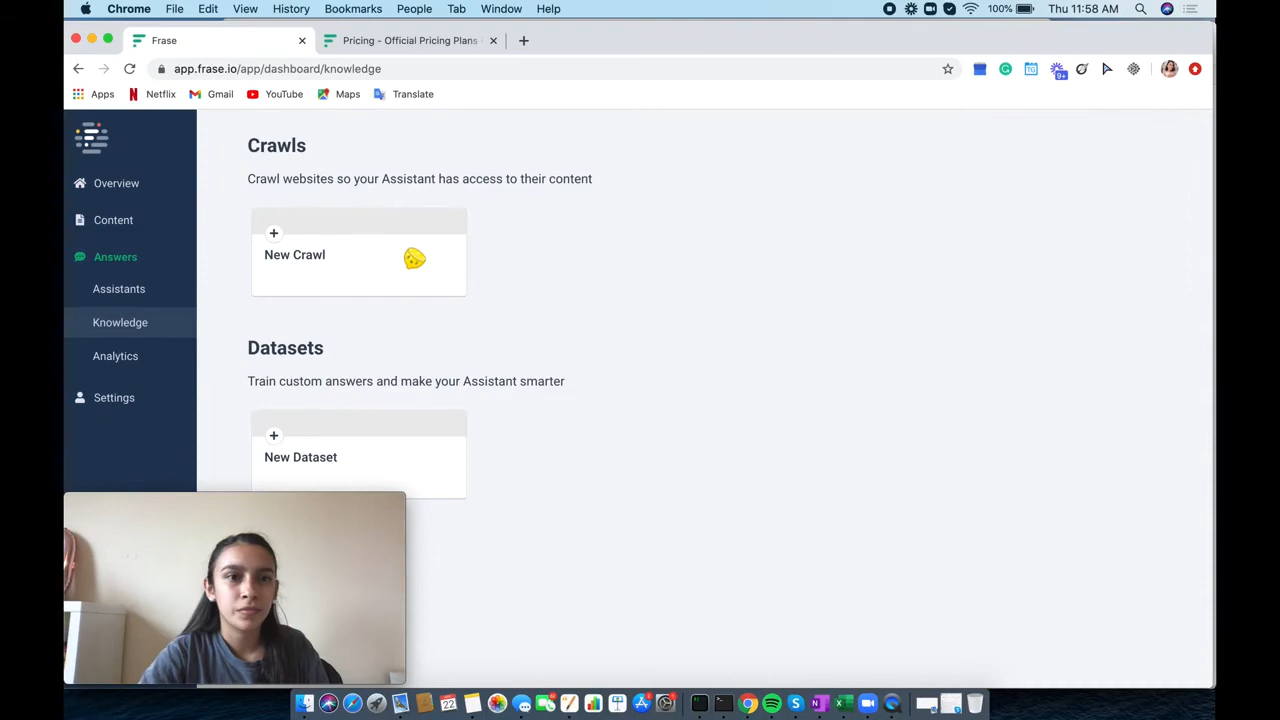 Chrome File Edit View History Bookmarks People Tab Window Help 100% Thu 11:58 AM
Frase Pricing - Official Pricing Plans
app.frase.io/app/dashboard/knowledge 9+
Apps Netflix Gmail YouTube Maps Translate
Overview
Content
Answers
Assistants
Knowledge
Analytics
Settings
Crawls
Crawl websites so your Assistant has access to their content
+
New Crawl
Datasets
Train custom answers and make your Assistant smarter
+
New Dataset